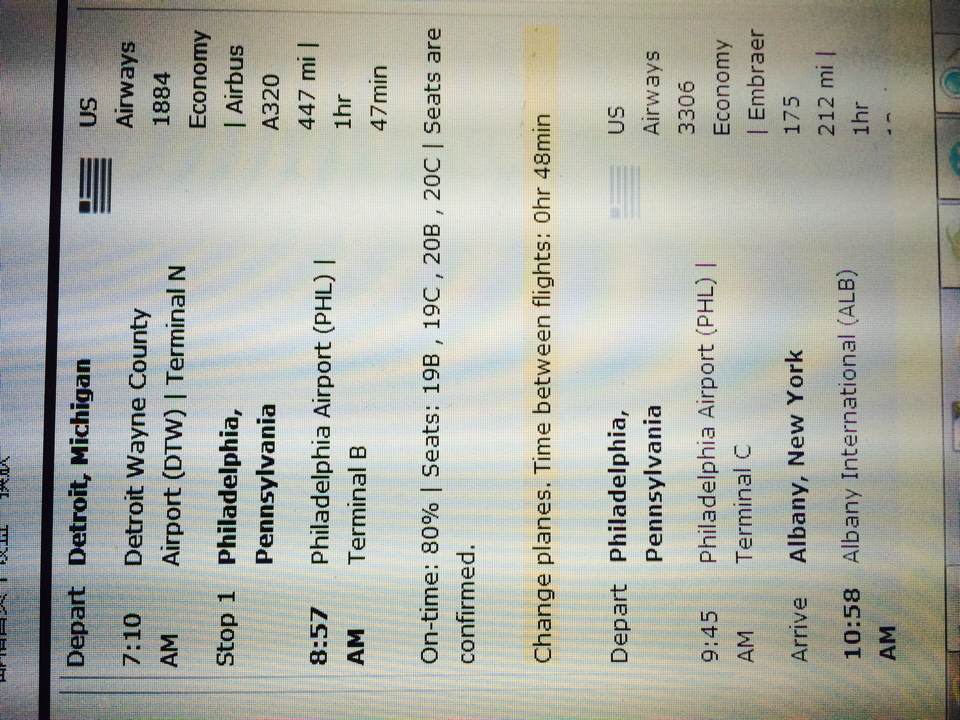 Depart Detroit, Michigan US
7:10 Detroit Wayne County Airways
AM Airport (DTW) | Terminal N 1884
Economy
Stop 1 Philadelphia, | Airbus
Pennsylvania A320
8:57 Philadelphia Airport (PHL) | 447 mi |
AM Terminal B 1hr
47min
On-time: 80% | Seats: 19B , 19C , 20B , 20C | Seats are
confirmed.
Change planes. Time between flights: 0hr 48min
Depart Philadelphia, US
Pennsylvania Airways
3306
9:45 Philadelphia Airport (PHL) | Economy
AM Terminal C | Embraer
Arrive Albany, New York 175
212 mi |
10:58 Albany International (ALB) 1hr
AM